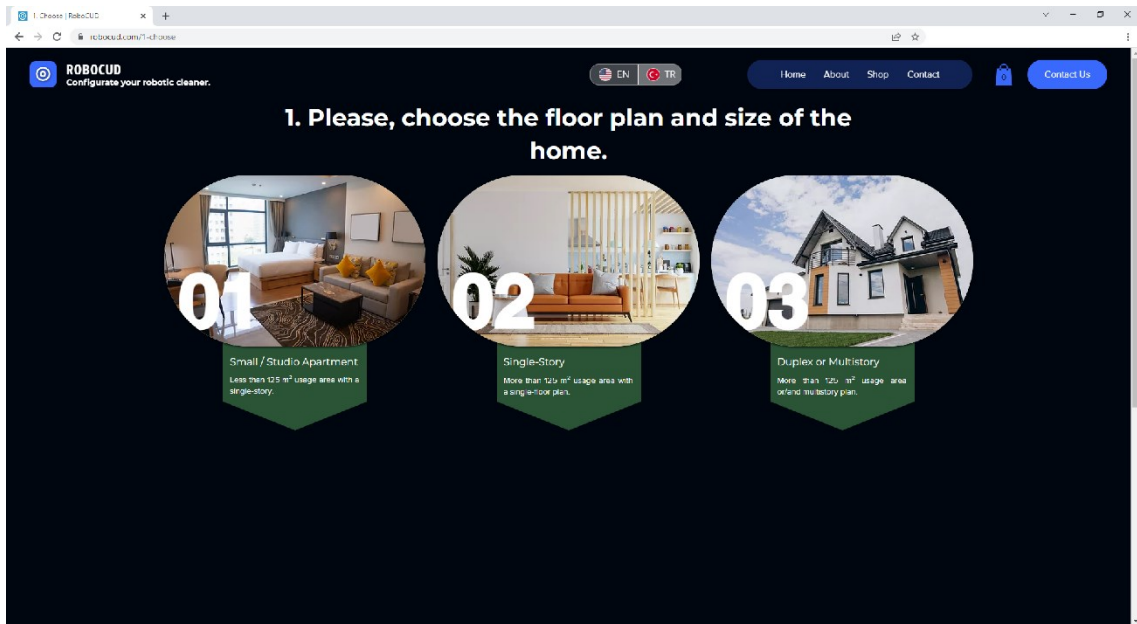 1. Choose | RoboCUD
robocud.com/1-choose
ROBOCUD
Configurate your robotic cleaner.
EN
TR
Home
About
Shop
Contact
0
Contact Us
1. Please, choose the floor plan and size of the
home.
01
02
03
Small / Studio Apartment
Less than 125 m² usage area with a
single-story.
Single-Story
More than 125 m² usage area with
a single-floor plan.
Duplex or Multistory
More than 125 m² usage area
or/and multistory plan.